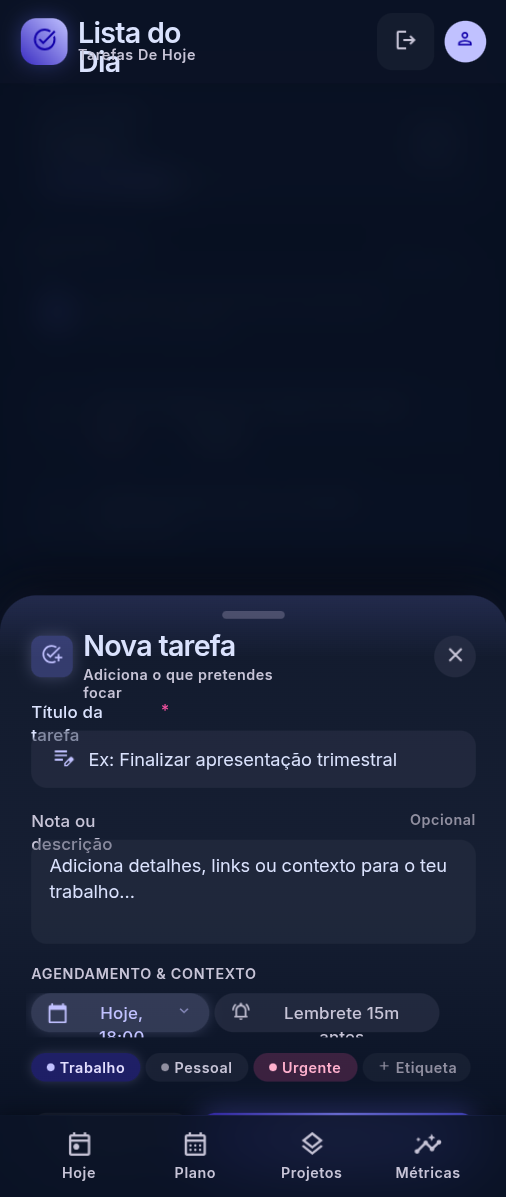 Lista do
Dia
Tarefas De Hoje
Nova tarefa
Adiciona o que pretendes
focar
Título da *
tarefa
Ex: Finalizar apresentação trimestral
Nota ou Opcional
descrição
Adiciona detalhes, links ou contexto para o teu
trabalho...
AGENDAMENTO & CONTEXTO
Hoje,
18:00
Lembrete 15m
antes
Trabalho Pessoal Urgente + Etiqueta
Hoje Plano Projetos Métricas